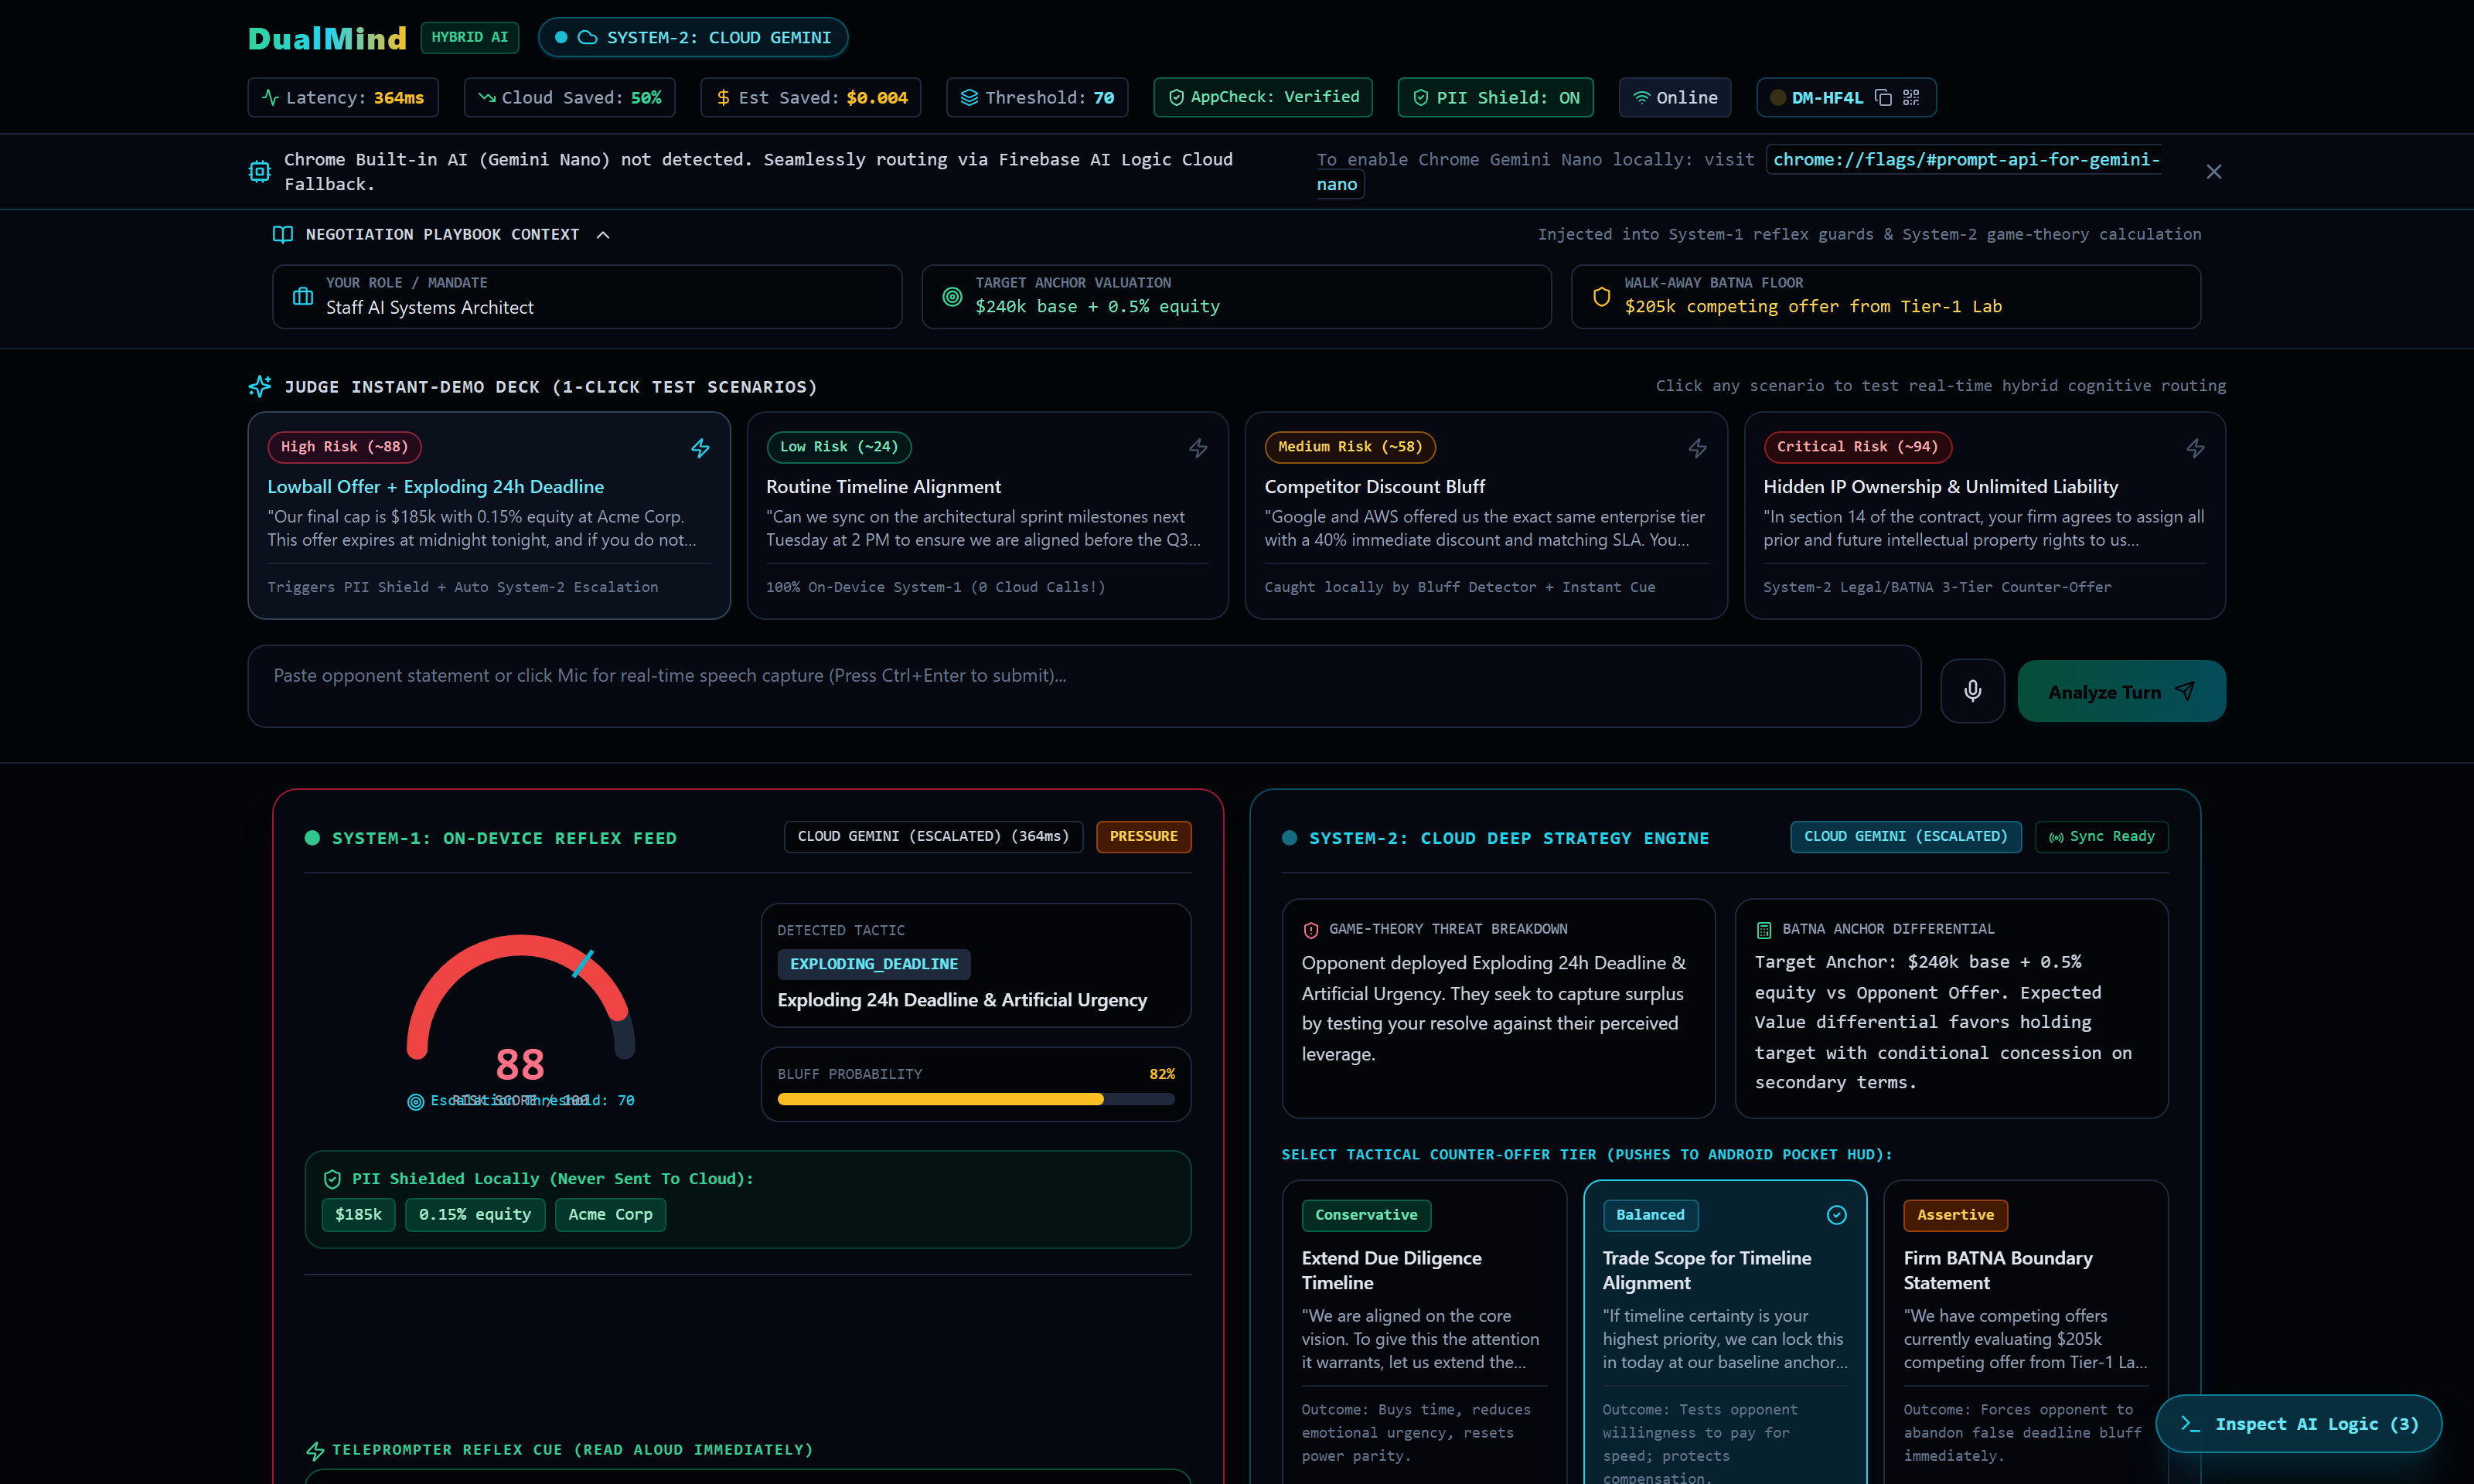 DualMind
HYBRID AI
SYSTEM-2: CLOUD GEMINI
Latency: 364ms
Cloud Saved: 50%
Est Saved: $0.004
Threshold: 70
AppCheck: Verified
PII Shield: ON
Online
DM-HF4L
Chrome Built-in AI (Gemini Nano) not detected. Seamlessly routing via Firebase AI Logic Cloud
Fallback.
To enable Chrome Gemini Nano locally: visit chrome://flags/#prompt-api-for-gemini-
nano
NEGOTIATION PLAYBOOK CONTEXT
Injected into System-1 reflex guards & System-2 game-theory calculation
YOUR ROLE / MANDATE
Staff AI Systems Architect
TARGET ANCHOR VALUATION
$240k base + 0.5% equity
WALK-AWAY BATNA FLOOR
$205k competing offer from Tier-1 Lab
JUDGE INSTANT-DEMO DECK (1-CLICK TEST SCENARIOS)
Click any scenario to test real-time hybrid cognitive routing
High Risk (~88)
Lowball Offer + Exploding 24h Deadline
"Our final cap is $185k with 0.15% equity at Acme Corp.
This offer expires at midnight tonight, and if you do not...
Triggers PII Shield + Auto System-2 Escalation
Low Risk (~24)
Routine Timeline Alignment
"Can we sync on the architectural sprint milestones next
Tuesday at 2 PM to ensure we are aligned before the Q3...
100% On-Device System-1 (0 Cloud Calls!)
Medium Risk (~58)
Competitor Discount Bluff
"Google and AWS offered us the exact same enterprise tier
with a 40% immediate discount and matching SLA. You...
Caught locally by Bluff Detector + Instant Cue
Critical Risk (~94)
Hidden IP Ownership & Unlimited Liability
"In section 14 of the contract, your firm agrees to assign all
prior and future intellectual property rights to us...
System-2 Legal/BATNA 3-Tier Counter-Offer
Paste opponent statement or click Mic for real-time speech capture (Press Ctrl+Enter to submit)...
Analyze Turn
SYSTEM-1: ON-DEVICE REFLEX FEED
CLOUD GEMINI (ESCALATED) (364ms)
PRESSURE
88
RISK SCORE / 100
Escalation Threshold: 70
DETECTED TACTIC
EXPLODING_DEADLINE
Exploding 24h Deadline & Artificial Urgency
BLUFF PROBABILITY
82%
PII Shielded Locally (Never Sent To Cloud):
$185k
0.15% equity
Acme Corp
TELEPROMPTER REFLEX CUE (READ ALOUD IMMEDIATELY)
SYSTEM-2: CLOUD DEEP STRATEGY ENGINE
CLOUD GEMINI (ESCALATED)
Sync Ready
GAME-THEORY THREAT BREAKDOWN
Opponent deployed Exploding 24h Deadline &
Artificial Urgency. They seek to capture surplus
by testing your resolve against their perceived
leverage.
BATNA ANCHOR DIFFERENTIAL
Target Anchor: $240k base + 0.5%
equity vs Opponent Offer. Expected
Value differential favors holding
target with conditional concession on
secondary terms.
SELECT TACTICAL COUNTER-OFFER TIER (PUSHES TO ANDROID POCKET HUD):
Conservative
Extend Due Diligence
Timeline
"We are aligned on the core
vision. To give this the attention
it warrants, let us extend the...
Outcome: Buys time, reduces
emotional urgency, resets
power parity.
Balanced
Trade Scope for Timeline
Alignment
"If timeline certainty is your
highest priority, we can lock this
in today at our baseline anchor...
Outcome: Tests opponent
willingness to pay for
speed; protects
compensation.
Assertive
Firm BATNA Boundary
Statement
"We have competing offers
currently evaluating $205k
competing offer from Tier-1 La...
Outcome: Forces opponent to
abandon false deadline bluff
immediately.
Inspect AI Logic (3)